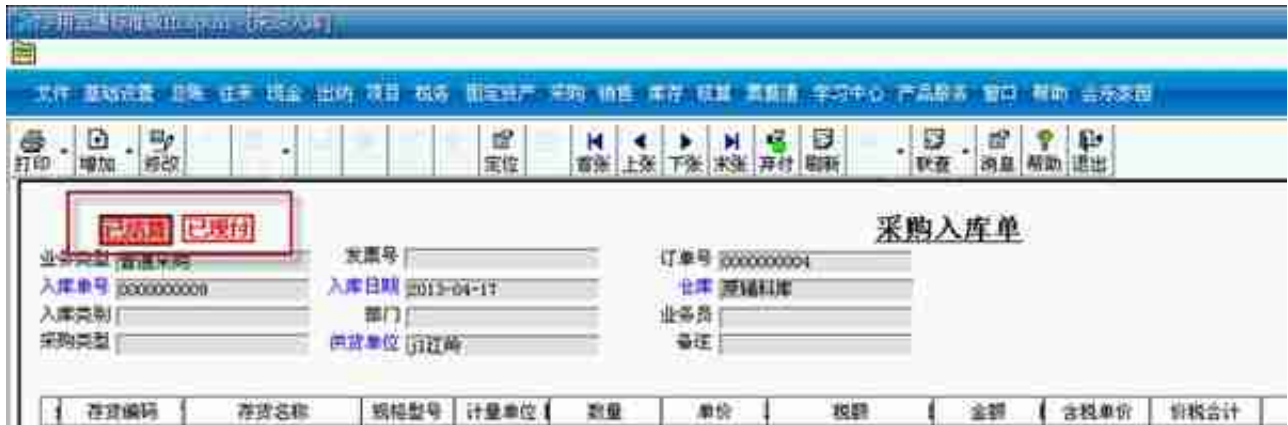 文件 基础设置 总账 往来 现金 出纳 项目 税务 固定资产 采购 销售 库存 核算 票据通 学习中心 产品服务 窗口 帮助 会计家园
打印 增加 修改 定位 首张 上张 下张 末张 弃付 刷新 联查 消息 帮助 退出
已结算 已现付
采购入库单
业务类型 普通采购 发票号 订单号 0000000004
入库单号 0000000009 入库日期 2013-04-17 仓库 原辅料库
入库类别 部门 业务员
采购类型 供货单位 备注
存货编码 存货名称 规格型号 计量单位 数量 单价 税额 金额 含税单价 价税合计